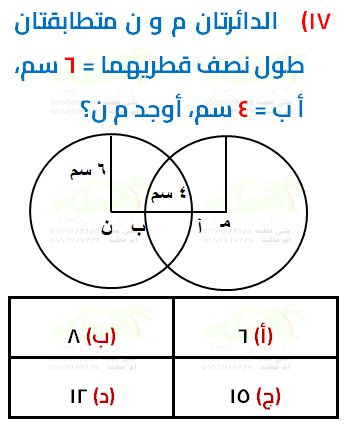 ١٧) الدائرتان م و ن متطابقتان
طول نصف قطريهما = ٦ سم،
أ ب = ٤ سم، أوجد م ن؟
٦ سم
٤ سم
م أ ب ن
(أ) ٦ (ب) ٨
(ج) ١٥ (د) ١٢